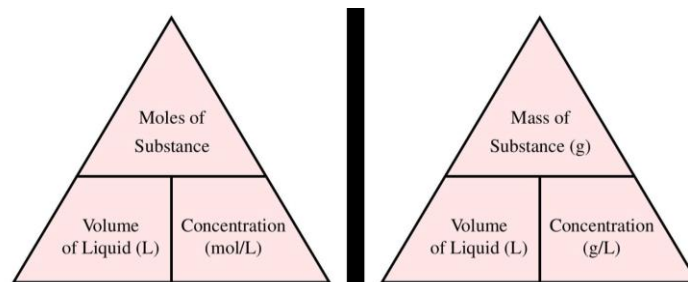 Moles of
Substance
Volume
of Liquid (L)
Concentration
(mol/L)
Mass of
Substance (g)
Volume
of Liquid (L)
Concentration
(g/L)